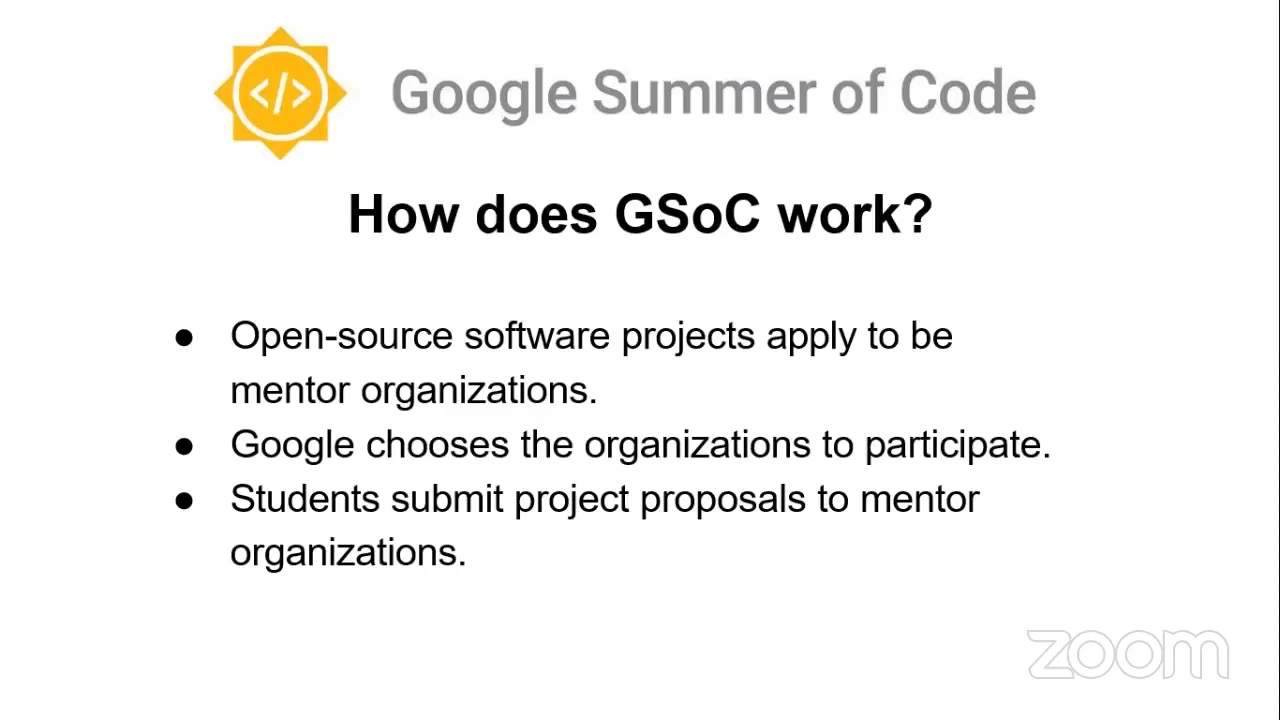 </>
Google Summer of Code
How does GSoC work?
● Open-source software projects apply to be
mentor organizations.
● Google chooses the organizations to participate.
● Students submit project proposals to mentor
organizations.
zoom